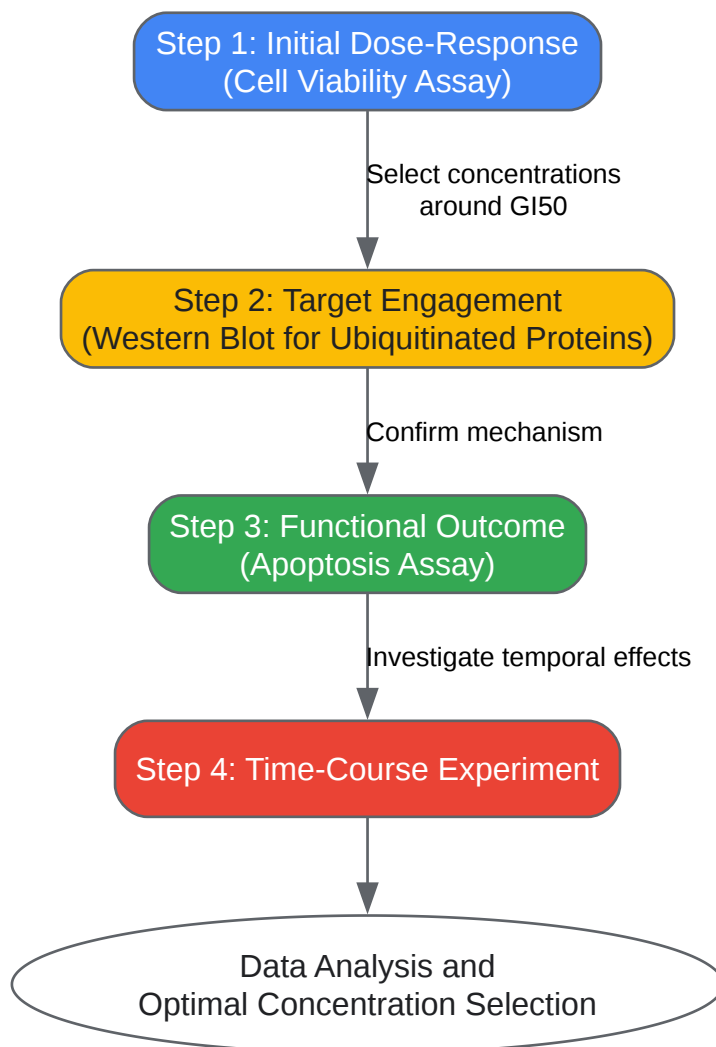 Step 1: Initial Dose-Response
(Cell Viability Assay)
Select concentrations
around GI50
Step 2: Target Engagement
(Western Blot for Ubiquitinated Proteins)
Confirm mechanism
Step 3: Functional Outcome
(Apoptosis Assay)
Investigate temporal effects
Step 4: Time-Course Experiment
Data Analysis and
Optimal Concentration Selection